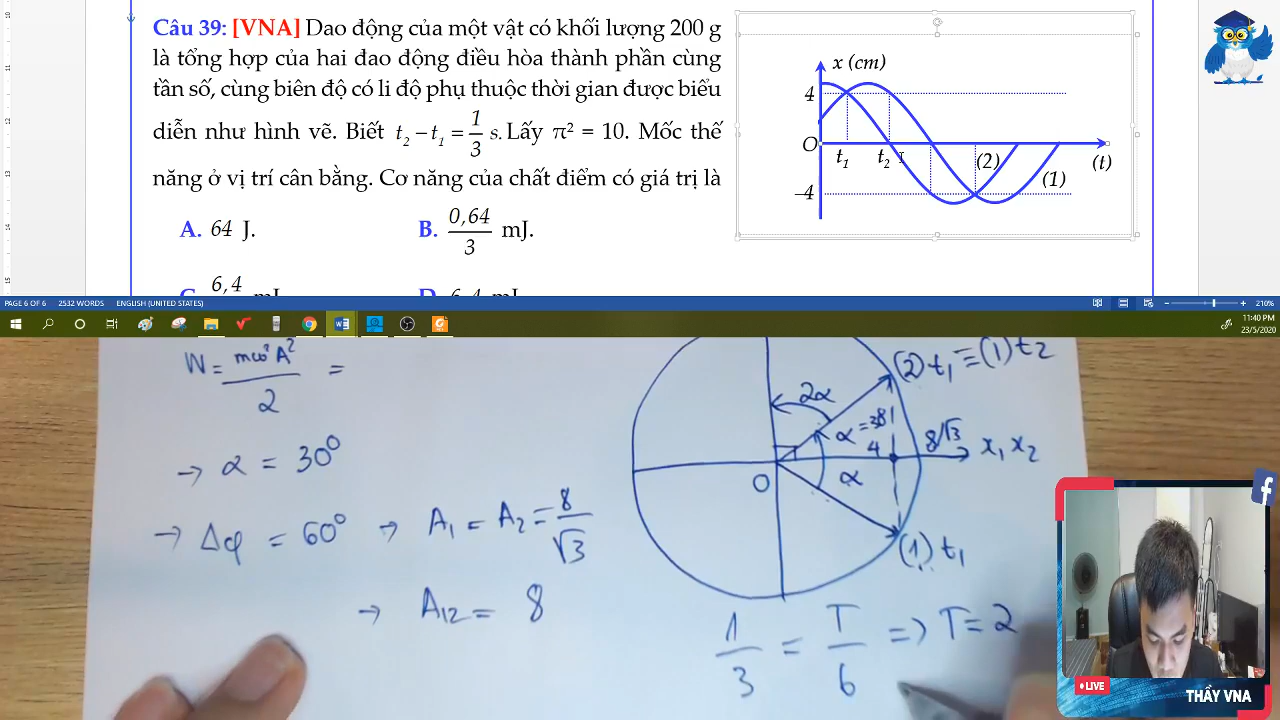 Câu 39: [VNA] Dao động của một vật có khối lượng 200 g
là tổng hợp của hai dao động điều hòa thành phần cùng
tần số, cùng biên độ có li độ phụ thuộc thời gian được biểu
diễn như hình vẽ. Biết t₂ – t₁ = 1/3 s. Lấy π² = 10. Mốc thế
năng ở vị trí cân bằng. Cơ năng của chất điểm có giá trị là
A. 64 J. B. 0,64/3 mJ.
6,4
x (cm)
4
O
t₁
t₂
(2)
(t)
(1)
–4
PAGE 6 OF 6 2532 WORDS ENGLISH (UNITED STATES)
210%
11:40 PM
23/5/2020
W = mω²A²/2 =
→ α = 30°
→ Δφ = 60° → A₁ = A₂ = 8/√3
→ A₁₂ = 8
(2) t₁ ≡ (1) t₂
2α
4
8/√3
x₁ x₂
O
α
(1) t₁
1/3 = T/6 => T = 2
LIVE
THẦY VNA